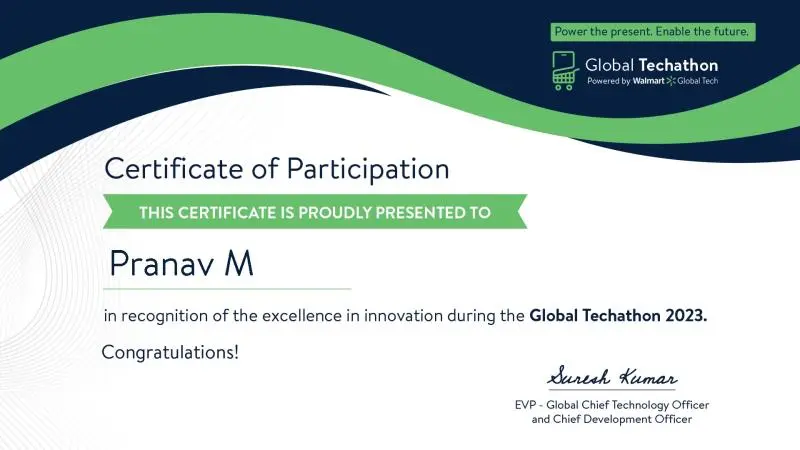 Power the present. Enable the future.
Global Techathon
Powered by Walmart Global Tech
Certificate of Participation
THIS CERTIFICATE IS PROUDLY PRESENTED TO
Pranav M
in recognition of the excellence in innovation during the Global Techathon 2023.
Congratulations!
Suresh Kumar
EVP - Global Chief Technology Officer
and Chief Development Officer